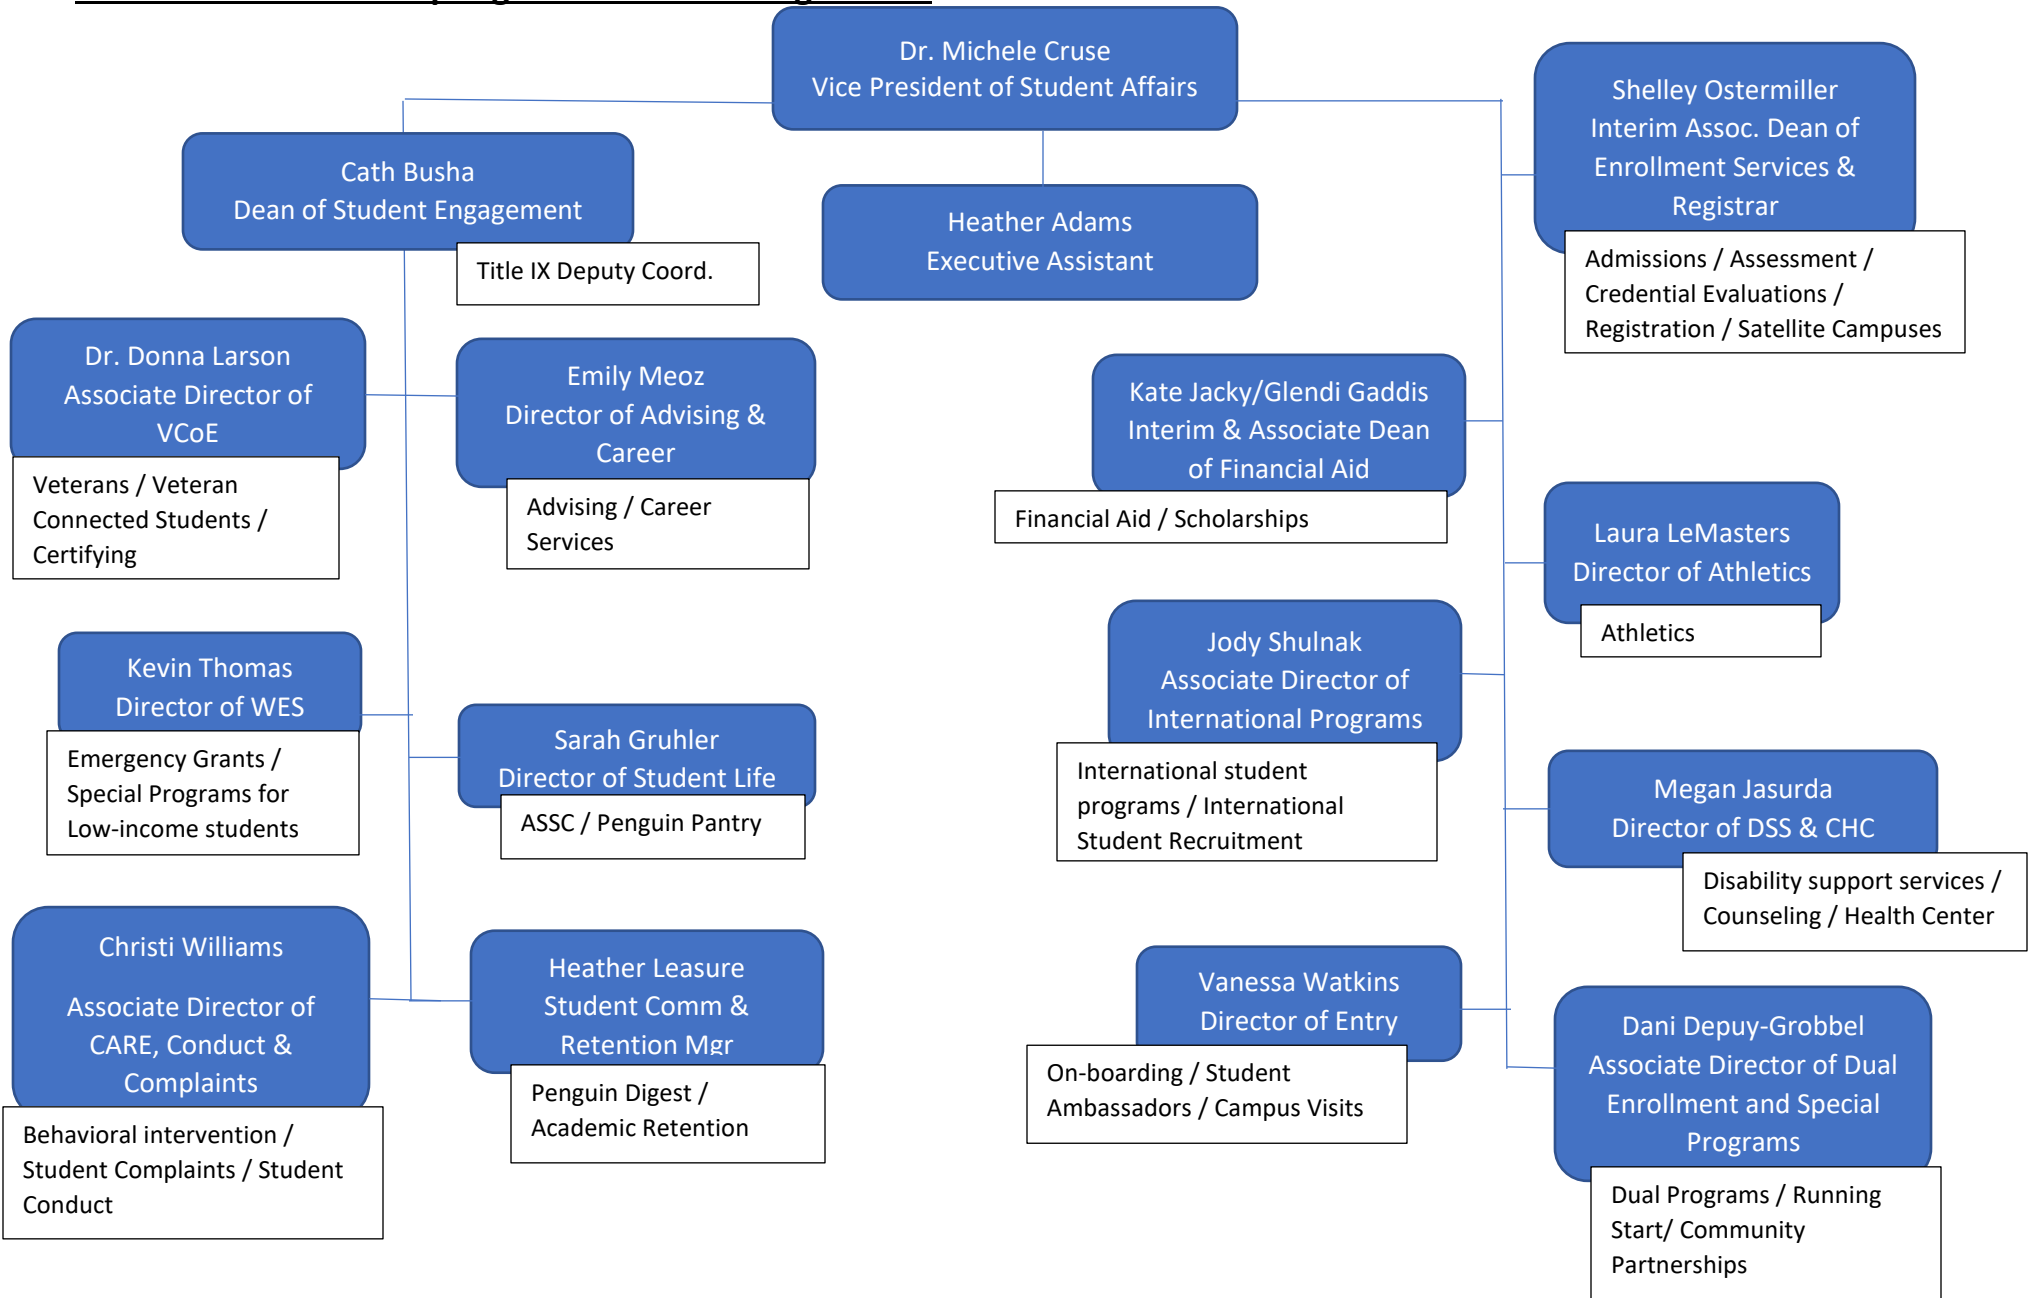 Dr. Michele Cruse
Vice President of Student Affairs
Shelley Ostermiller
Interim Assoc. Dean of
Enrollment Services &
Registrar
Admissions / Assessment /
Credential Evaluations /
Registration / Satellite Campuses
Cath Busha
Dean of Student Engagement
Title IX Deputy Coord.
Heather Adams
Executive Assistant
Dr. Donna Larson
Associate Director of
VCoE
Veterans / Veteran
Connected Students /
Certifying
Emily Meoz
Director of Advising &
Career
Advising / Career
Services
Kate Jacky/Glendi Gaddis
Interim & Associate Dean
of Financial Aid
Financial Aid / Scholarships
Laura LeMasters
Director of Athletics
Athletics
Kevin Thomas
Director of WES
Emergency Grants /
Special Programs for
Low-income students
Sarah Gruhler
Director of Student Life
ASSC / Penguin Pantry
Jody Shulnak
Associate Director of
International Programs
International student
programs / International
Student Recruitment
Megan Jasurda
Director of DSS & CHC
Disability support services /
Counseling / Health Center
Christi Williams
Associate Director of
CARE, Conduct &
Complaints
Behavioral intervention /
Student Complaints / Student
Conduct
Heather Leasure
Student Comm &
Retention Mgr
Penguin Digest /
Academic Retention
Vanessa Watkins
Director of Entry
On-boarding / Student
Ambassadors / Campus Visits
Dani Depuy-Grobbel
Associate Director of Dual
Enrollment and Special
Programs
Dual Programs / Running
Start/ Community
Partnerships